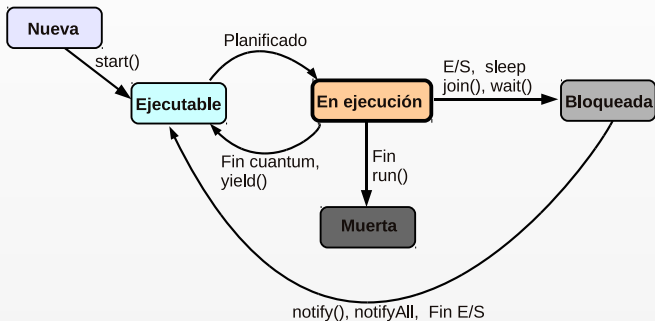 Nueva
start()
Planificado
E/S, sleep
join(), wait()
Ejecutable
En ejecución
Bloqueada
Fin cuantum,
yield()
Fin
run()
Muerta
notify(), notifyAll, Fin E/S